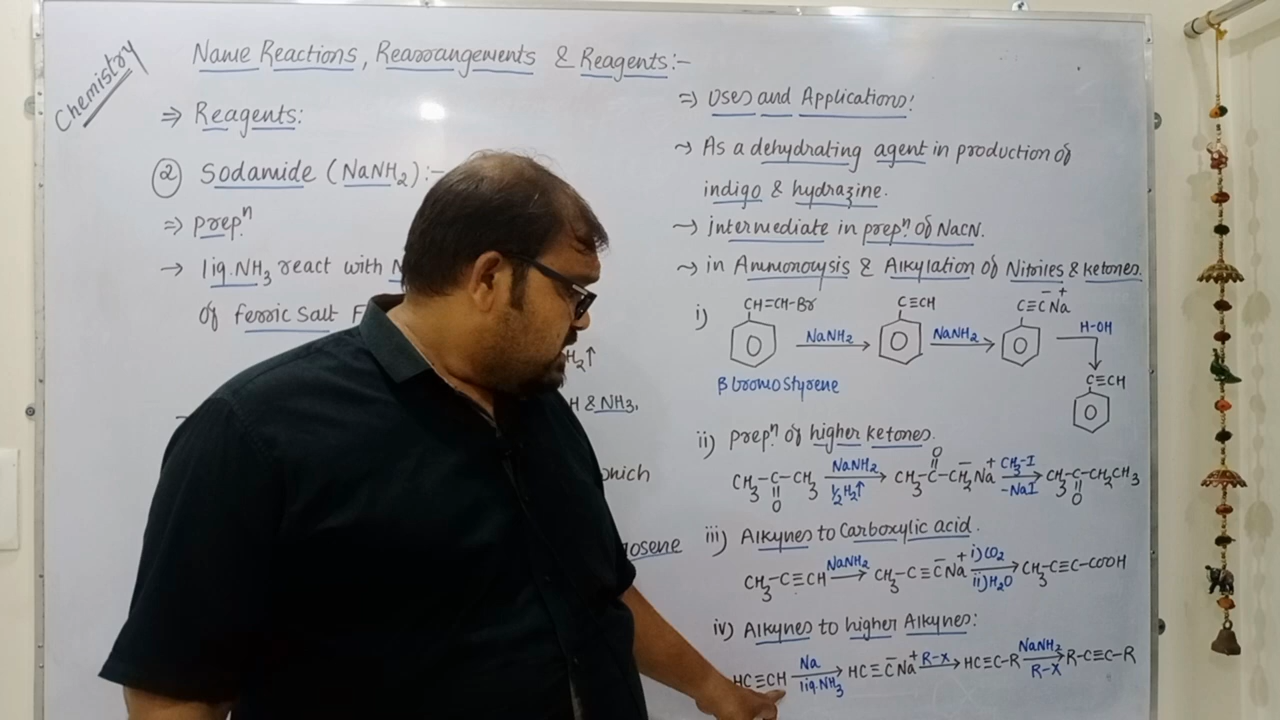 Chemistry
Name Reactions, Rearrangements & Reagents:-
⇒ Reagents:
② Sodamide (NaNH2):-
⇒ prepⁿ
→ liq.NH3 react with N
of ferric salt F
H2↑
H & NH3.
which
osene
⇒ Uses and Applications:
~> As a dehydrating agent in production of
indigo & hydrazine.
~> intermediate in prepⁿ. of NaCN.
~> in Ammonolysis & Alkylation of Nitriles & ketones.
i) CH=CH-Br NaNH2 → C≡CH NaNH2 → C≡C̄ Na⁺ H-OH
β bromostyrene
C≡CH
ii) prepⁿ. of higher ketones.
CH3-C-CH3 NaNH2 ½H2↑ → CH3-C-CH2⁻Na⁺ CH3-I -NaI → CH3-C-CH2CH3
O O O
iii) Alkynes to Carboxylic acid.
CH3-C≡CH NaNH2 → CH3-C≡C̄Na⁺ i)CO2 ii)H2O → CH3-C≡C-COOH
iv) Alkynes to higher Alkynes:
HC≡CH Na liq.NH3 → HC≡C̄Na⁺ R-X → HC≡C-R NaNH2 R-X → R-C≡C-R